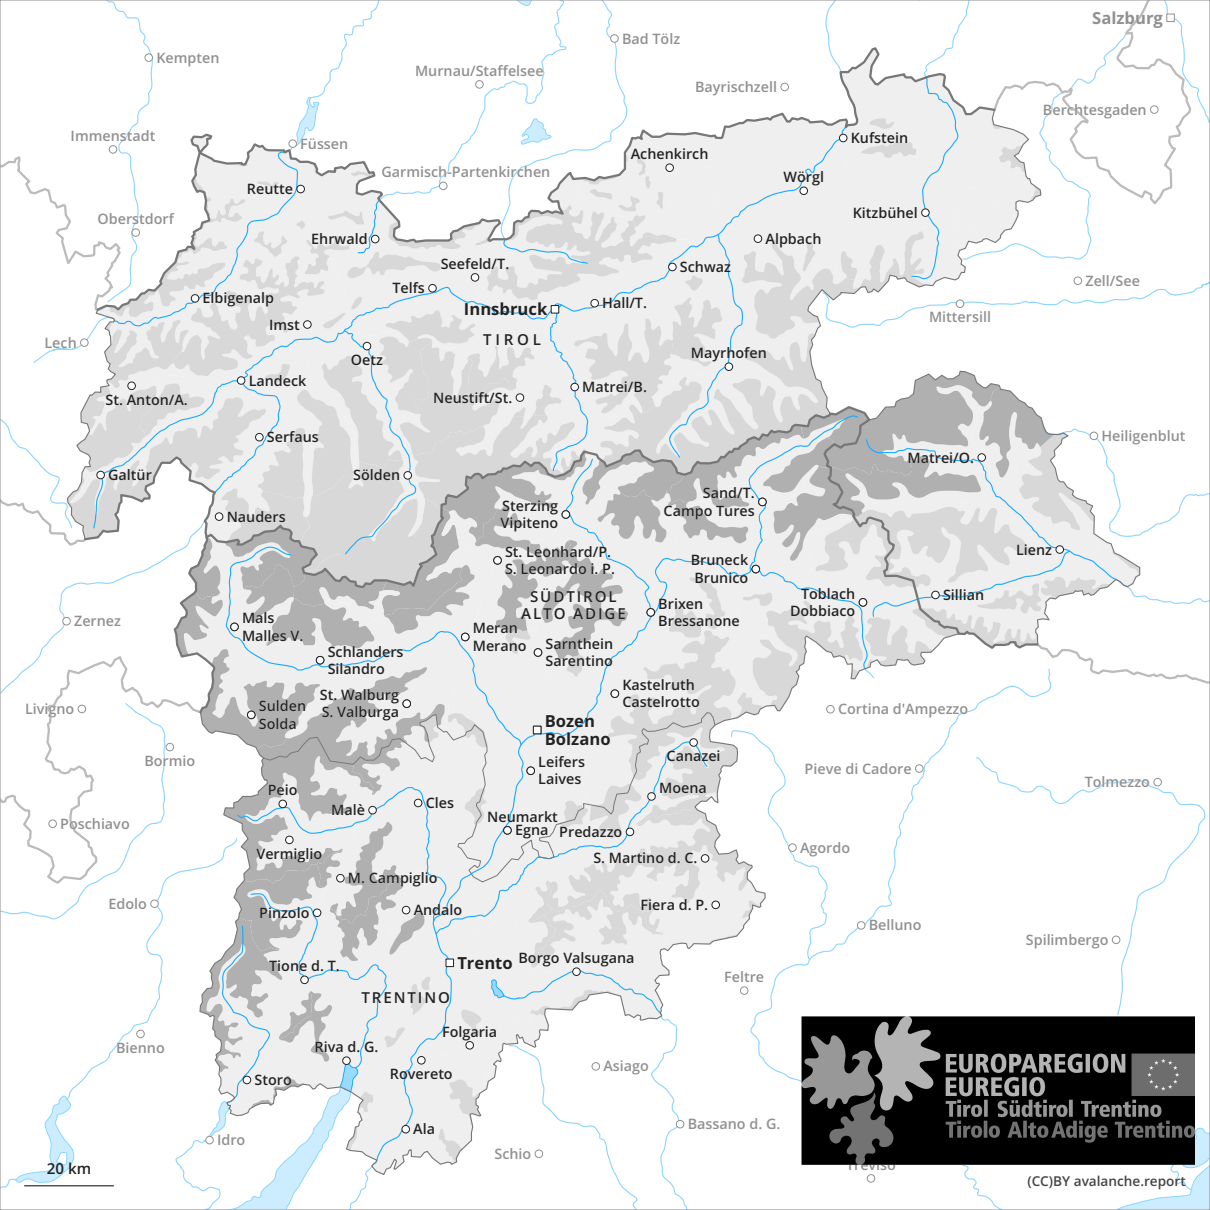 Salzburg
Bad Tölz
Kempten
Murnau/Staffelsee
Bayrischzell
Berchtesgaden
Immenstadt
Füssen
Kufstein
Achenkirch
Garmisch-Partenkirchen
Wörgl
Reutte
Oberstdorf
Kitzbühel
Ehrwald
Alpbach
Seefeld/T.
Schwaz
Zell/See
Telfs
Elbigenalp
Hall/T.
Innsbruck
Mittersill
Imst
TIROL
Lech
Oetz
Mayrhofen
Landeck
Matrei/B.
St. Anton/A.
Neustift/St.
Serfaus
Heiligenblut
Matrei/O.
Galtür
Sölden
Sand/T.
Campo Tures
Sterzing
Vipiteno
Nauders
Lienz
St. Leonhard/P.
S. Leonardo i. P.
Bruneck
Brunico
SÜDTIROL
ALTO ADIGE
Toblach
Dobbiaco
Sillian
Brixen
Bressanone
Zernez
Mals
Malles V.
Meran
Merano
Sarnthein
Sarentino
Schlanders
Silandro
Kastelruth
Castelrotto
St. Walburg
S. Valburga
Sulden
Solda
Livigno
Cortina d'Ampezzo
Bozen
Bolzano
Bormio
Canazei
Leifers
Laives
Pieve di Cadore
Tolmezzo
Peio
Moena
Malè
Cles
Neumarkt
Egna
Predazzo
Poschiavo
Agordo
Vermiglio
S. Martino d. C.
M. Campiglio
Edolo
Pinzolo
Andalo
Fiera d. P.
Belluno
Spilimbergo
Trento
Borgo Valsugana
Tione d. T.
Feltre
TRENTINO
Folgaria
Bienno
Riva d. G.
Rovereto
Asiago
Storo
EUROPAREGION
EUREGIO
Tirol Südtirol Trentino
Tirolo Alto Adige Trentino
Idro
Ala
Bassano d. G.
Schio
Treviso
20 km
(CC)BY avalanche.report